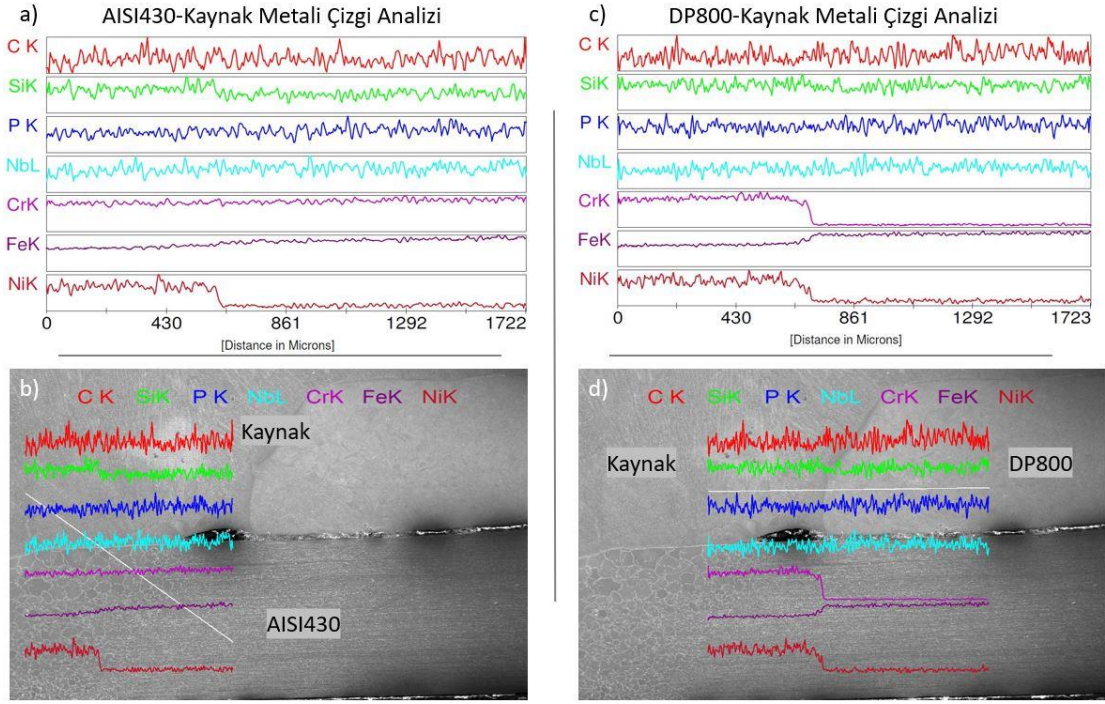 a) AISI430-Kaynak Metali Çizgi Analizi
C K
SiK
P K
NbL
CrK
FeK
NiK
0 430 861 1292 1722
[Distance in Microns]
c) DP800-Kaynak Metali Çizgi Analizi
C K
SiK
P K
NbL
CrK
FeK
NiK
0 430 861 1292 1723
[Distance in Microns]
b) C K SiK P K NbL CrK FeK NiK
Kaynak
AISI430
d) C K SiK P K NbL CrK FeK NiK
Kaynak DP800